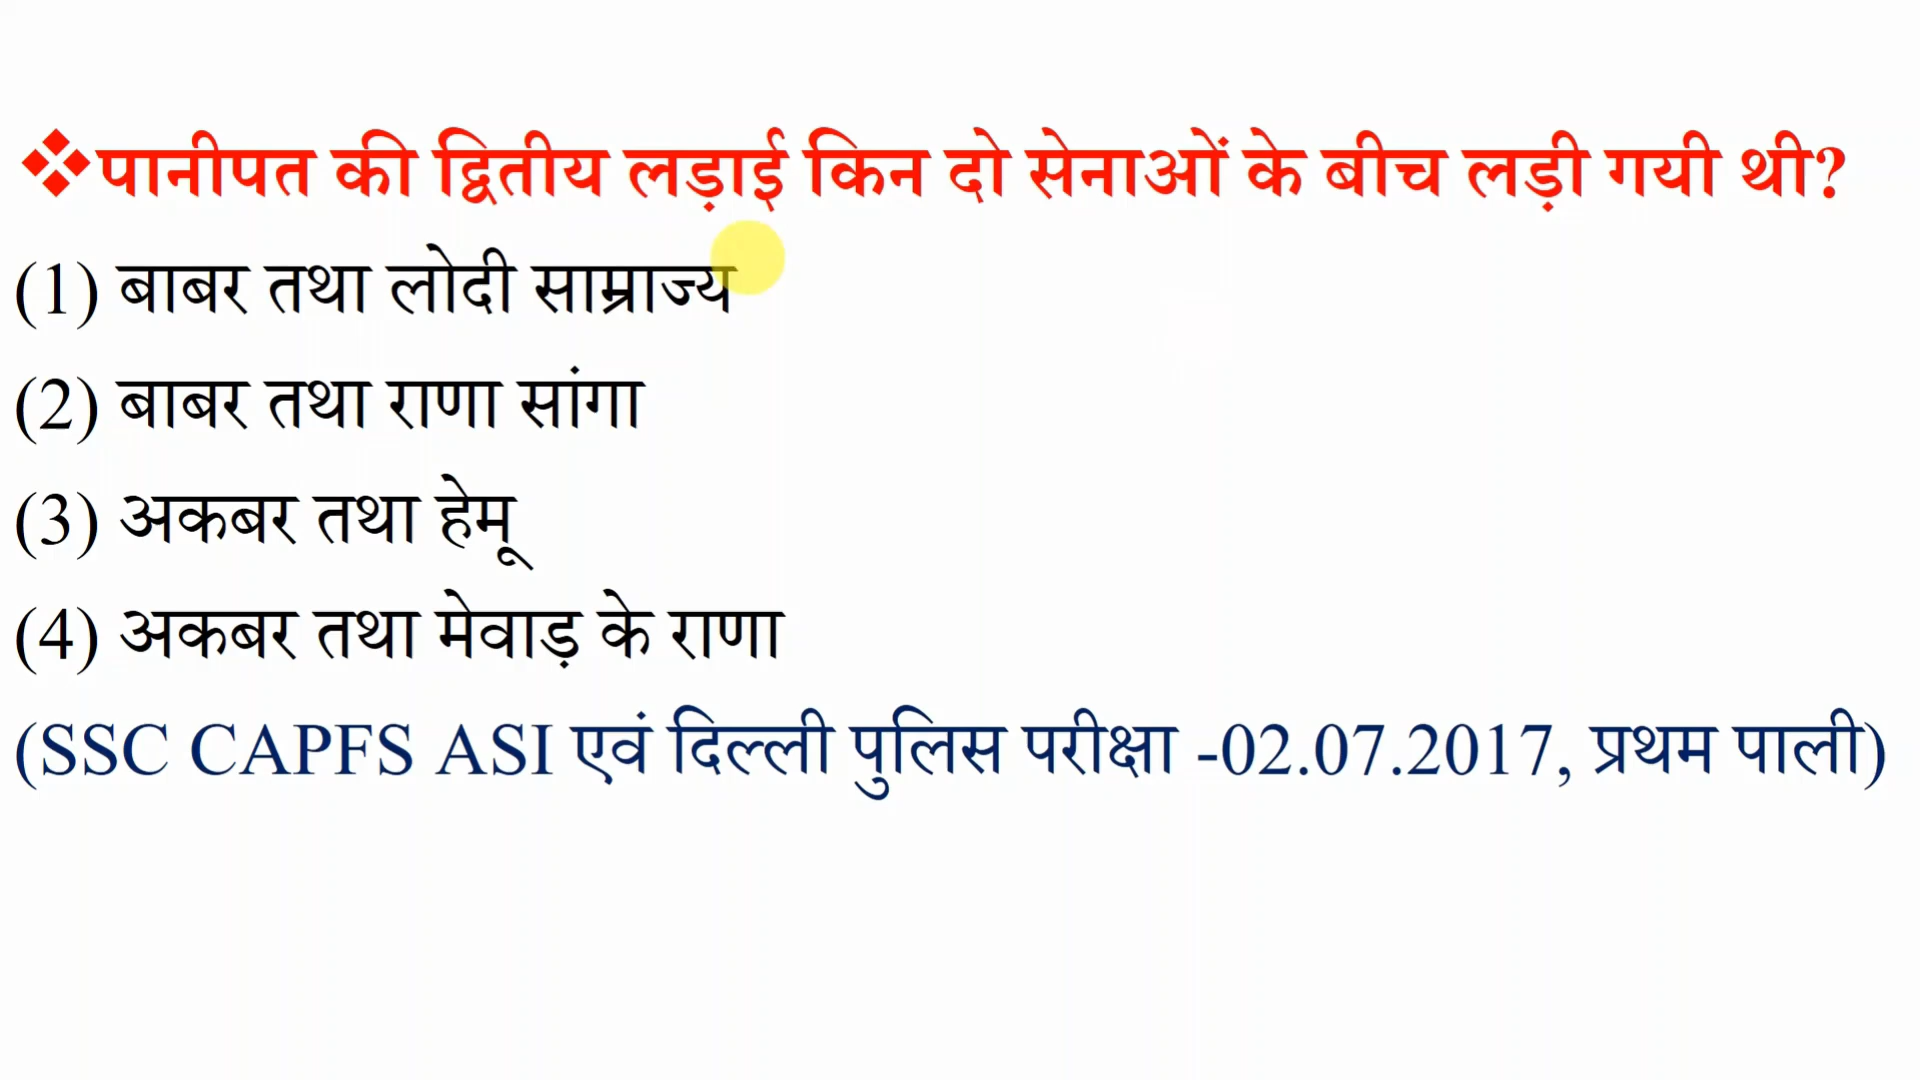 ❖पानीपत की द्वितीय लड़ाई किन दो सेनाओं के बीच लड़ी गयी थी?
(1) बाबर तथा लोदी साम्राज्य
(2) बाबर तथा राणा सांगा
(3) अकबर तथा हेमू
(4) अकबर तथा मेवाड़ के राणा
(SSC CAPFS ASI एवं दिल्ली पुलिस परीक्षा -02.07.2017, प्रथम पाली)